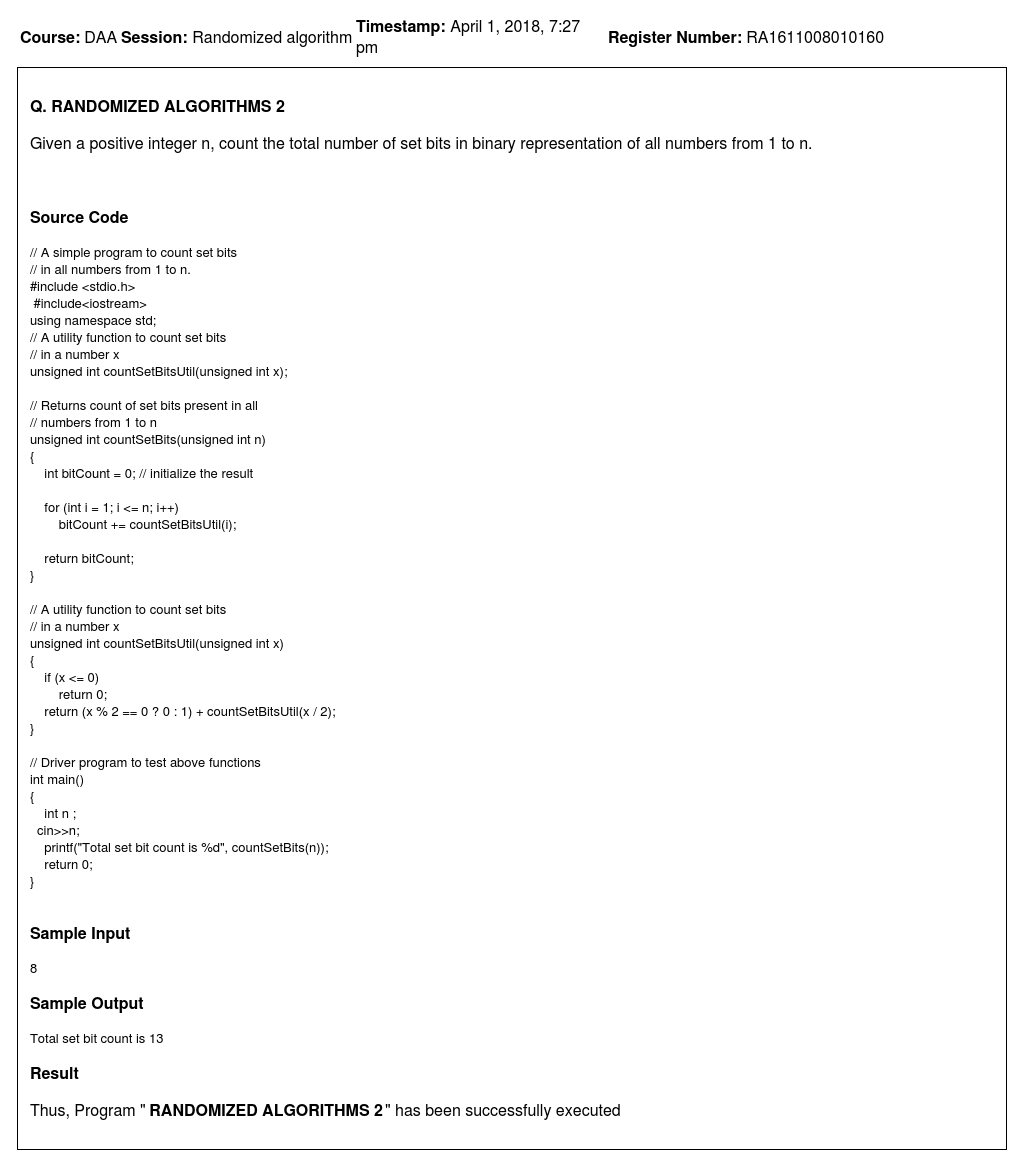 Course: DAA Session: Randomized algorithm Timestamp: April 1, 2018, 7:27
pm Register Number: RA1611008010160
Q. RANDOMIZED ALGORITHMS 2
Given a positive integer n, count the total number of set bits in binary representation of all numbers from 1 to n.
Source Code
// A simple program to count set bits
// in all numbers from 1 to n.
#include <stdio.h>
 #include<iostream>
using namespace std;
// A utility function to count set bits
// in a number x
unsigned int countSetBitsUtil(unsigned int x);

// Returns count of set bits present in all
// numbers from 1 to n
unsigned int countSetBits(unsigned int n)
{
    int bitCount = 0; // initialize the result

    for (int i = 1; i <= n; i++)
        bitCount += countSetBitsUtil(i);

    return bitCount;
}

// A utility function to count set bits
// in a number x
unsigned int countSetBitsUtil(unsigned int x)
{
    if (x <= 0)
        return 0;
    return (x % 2 == 0 ? 0 : 1) + countSetBitsUtil(x / 2);
}

// Driver program to test above functions
int main()
{
    int n ;
  cin>>n;
    printf("Total set bit count is %d", countSetBits(n));
    return 0;
}
Sample Input
8
Sample Output
Total set bit count is 13
Result
Thus, Program " RANDOMIZED ALGORITHMS 2" has been successfully executed